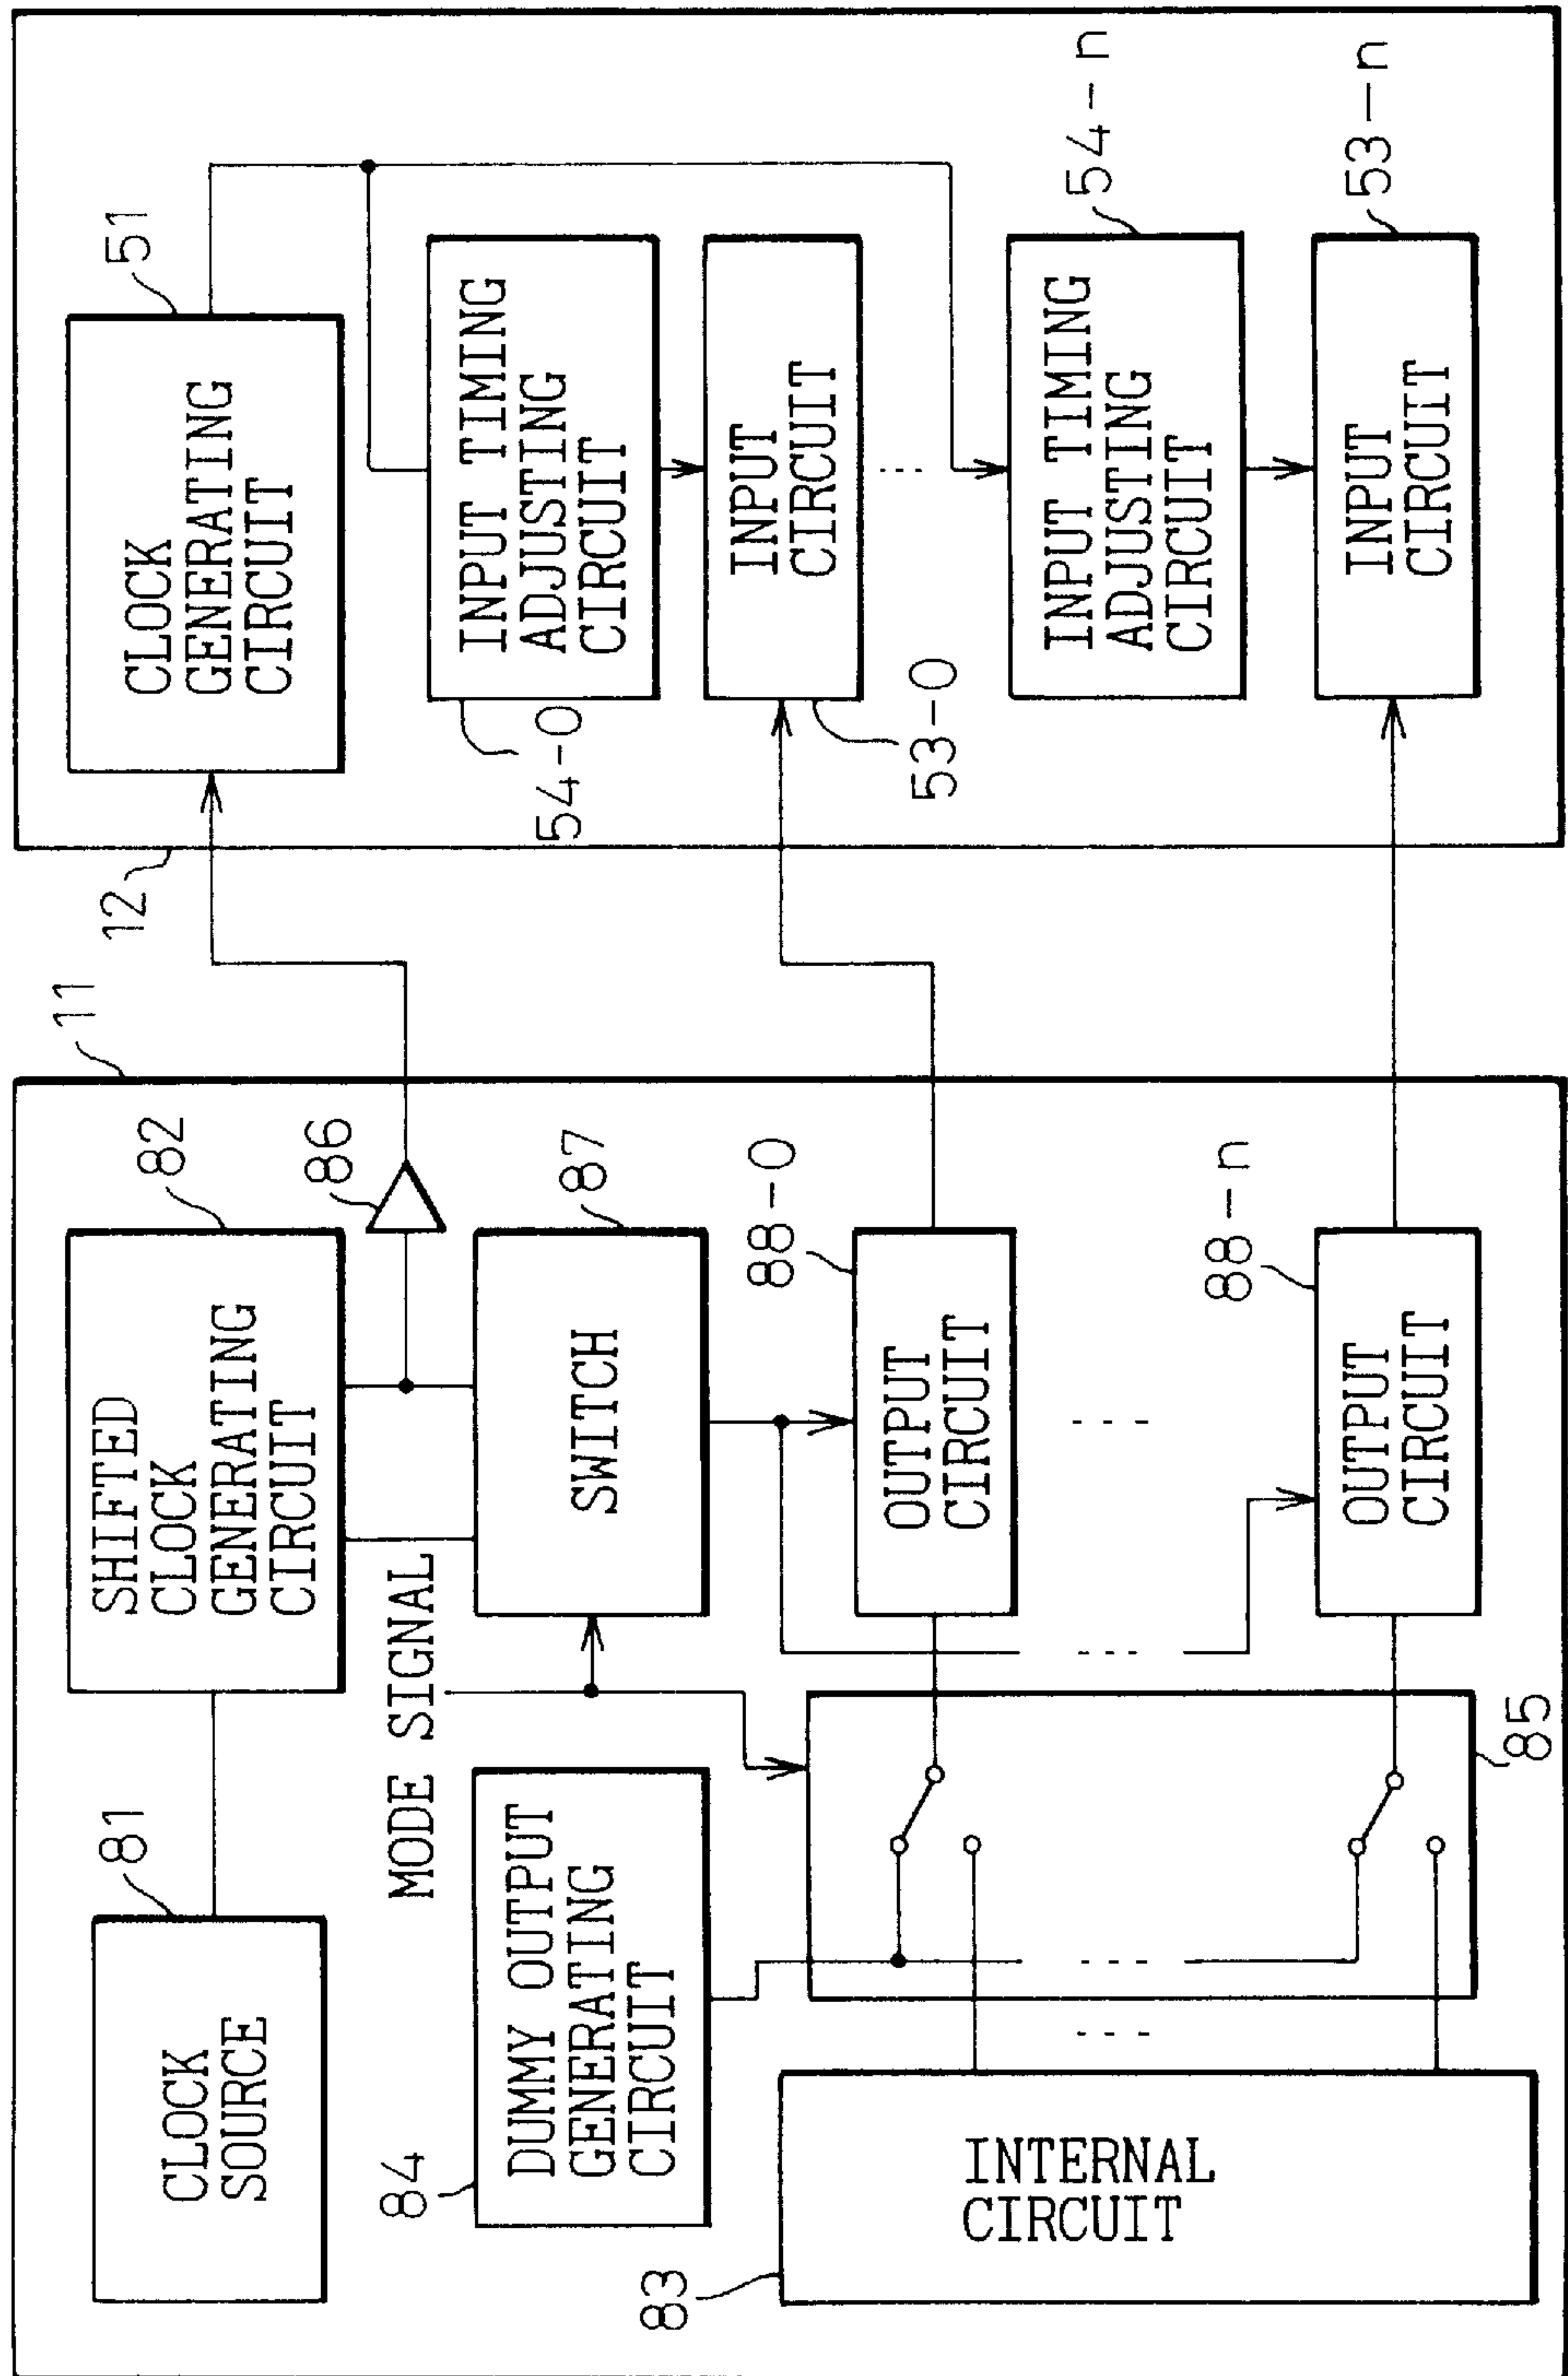 11
12
CLOCK
SOURCE
81
SHIFTED
CLOCK
GENERATING
CIRCUIT
82
86
CLOCK
GENERATING
CIRCUIT
51
MODE SIGNAL
84
DUMMY OUTPUT
GENERATING
CIRCUIT
SWITCH
87
54-0
INPUT TIMING
ADJUSTING
CIRCUIT
INPUT
CIRCUIT
53-0
83
INTERNAL
CIRCUIT
85
OUTPUT
CIRCUIT
88-0
INPUT TIMING
ADJUSTING
CIRCUIT
54-n
OUTPUT
CIRCUIT
88-n
INPUT
CIRCUIT
53-n